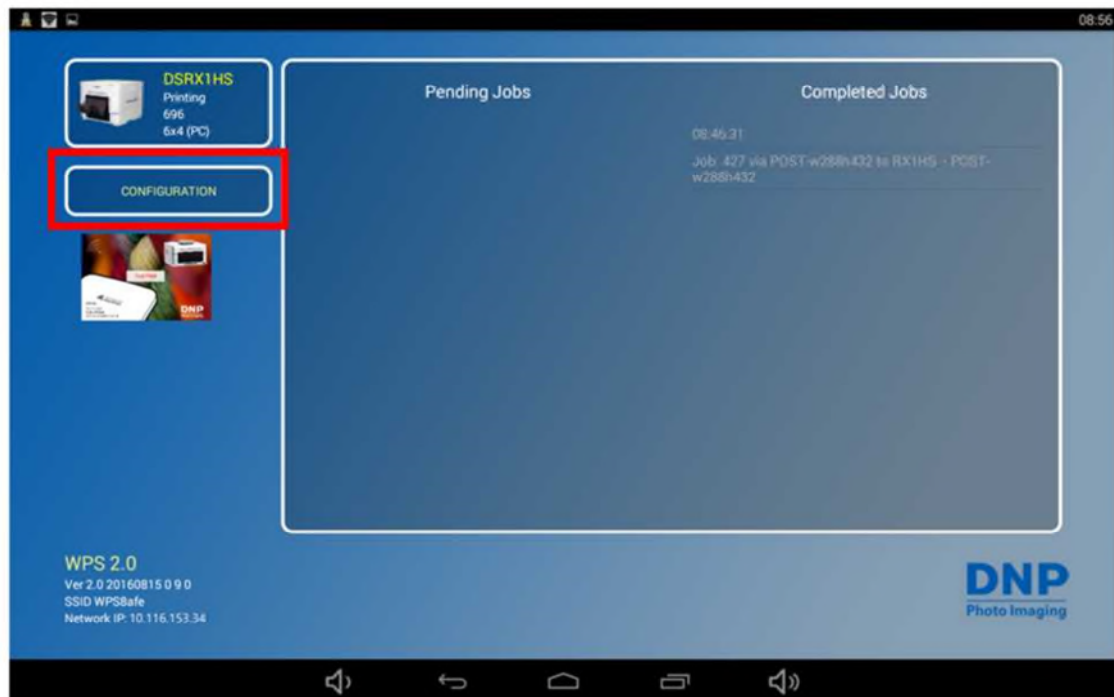 08:56
DSRX1HS
Printing
696
6x4 (PC)
CONFIGURATION
DNP
Pending Jobs
Completed Jobs
08:46:31
Job: 427 via POST-w288h432 to RX1HS - POST-
w288h432
WPS 2.0
Ver 2.0 20160815 0 9 0
SSID WPS8afe
Network IP: 10.116.153.34
DNP
Photo Imaging